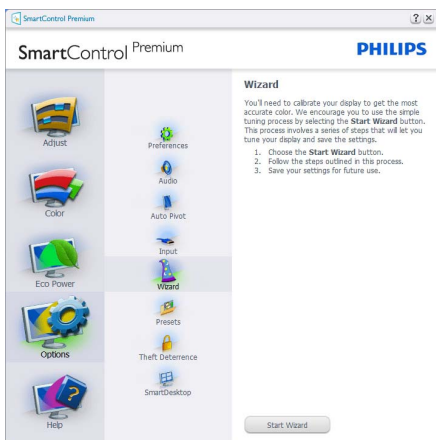 SmartControl Premium
SmartControl Premium
PHILIPS
Adjust
Color
Eco Power
Options
Help
Preferences
Audio
Auto Pivot
Input
Wizard
Presets
Theft Deterrence
SmartDesktop
Wizard
You'll need to calibrate your display to get the most
accurate color. We encourage you to use the simple
tuning process by selecting the Start Wizard button.
This process involves a series of steps that will let you
tune your display and save the settings.
1. Choose the Start Wizard button.
2. Follow the steps outlined in this process.
3. Save your settings for future use.
Start Wizard